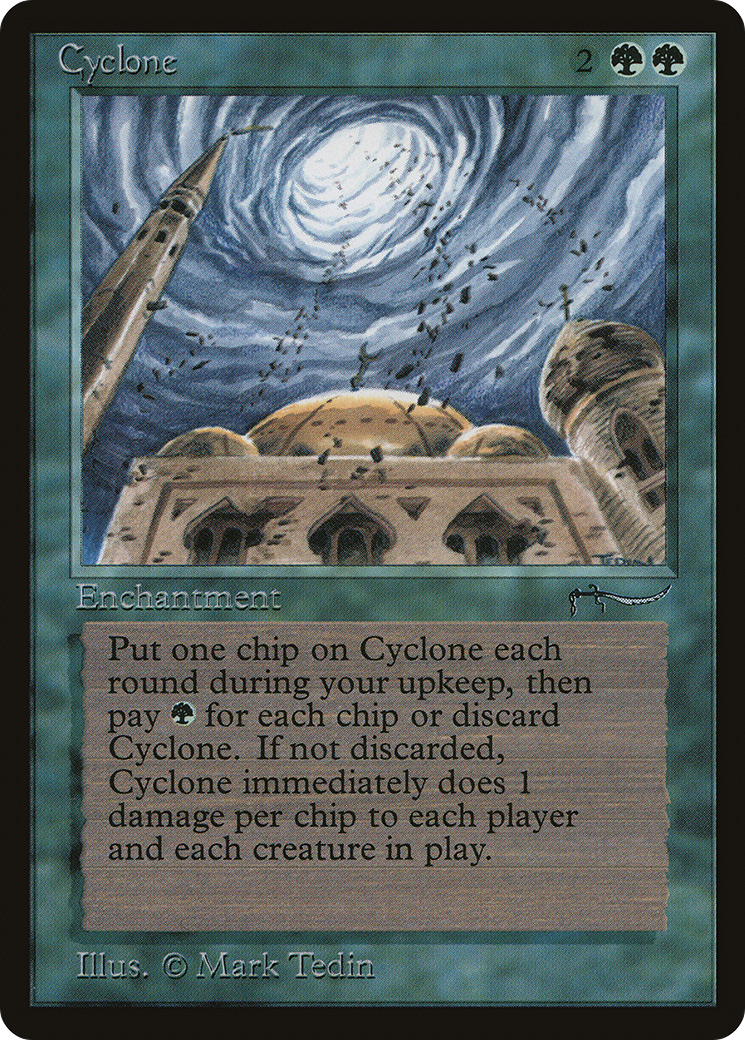 Cyclone 2
Enchantment
Put one chip on Cyclone each
round during your upkeep, then
pay for each chip or discard
Cyclone. If not discarded,
Cyclone immediately does 1
damage per chip to each player
and each creature in play.
Illus. © Mark Tedin